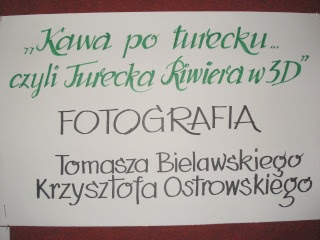 „Kawa po turecku...
czyli Turecka Riwiera w 3D”
FOTOGRAFIA
Tomasza Bielawskiego
Krzysztofa Ostrowskiego